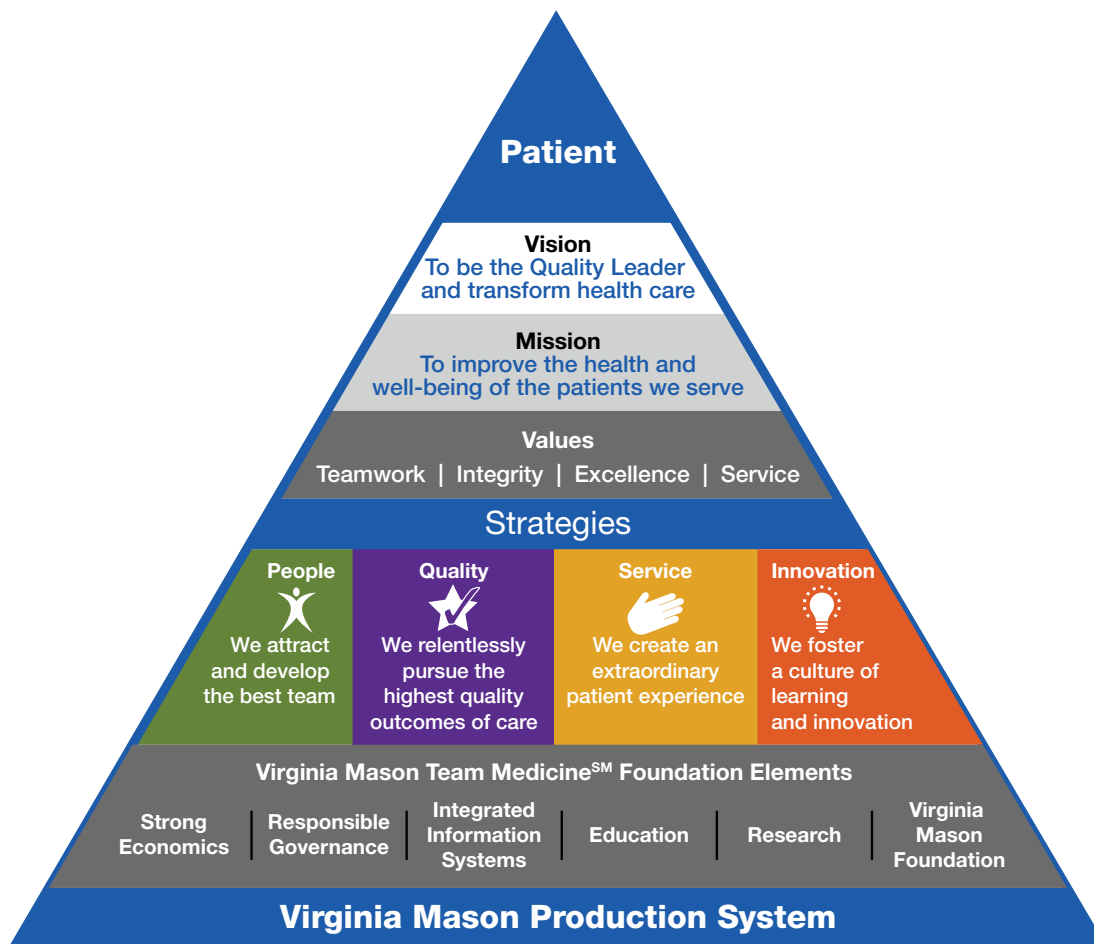 Patient
Vision
To be the Quality Leader
and transform health care
Mission
To improve the health and
well-being of the patients we serve
Values
Teamwork | Integrity | Excellence | Service
Strategies
People
We attract
and develop
the best team
Quality
We relentlessly
pursue the
highest quality
outcomes of care
Service
We create an
extraordinary
patient experience
Innovation
We foster
a culture of
learning
and innovation
Virginia Mason Team Medicine℠ Foundation Elements
Strong
Economics
Responsible
Governance
Integrated
Information
Systems
Education
Research
Virginia
Mason
Foundation
Virginia Mason Production System